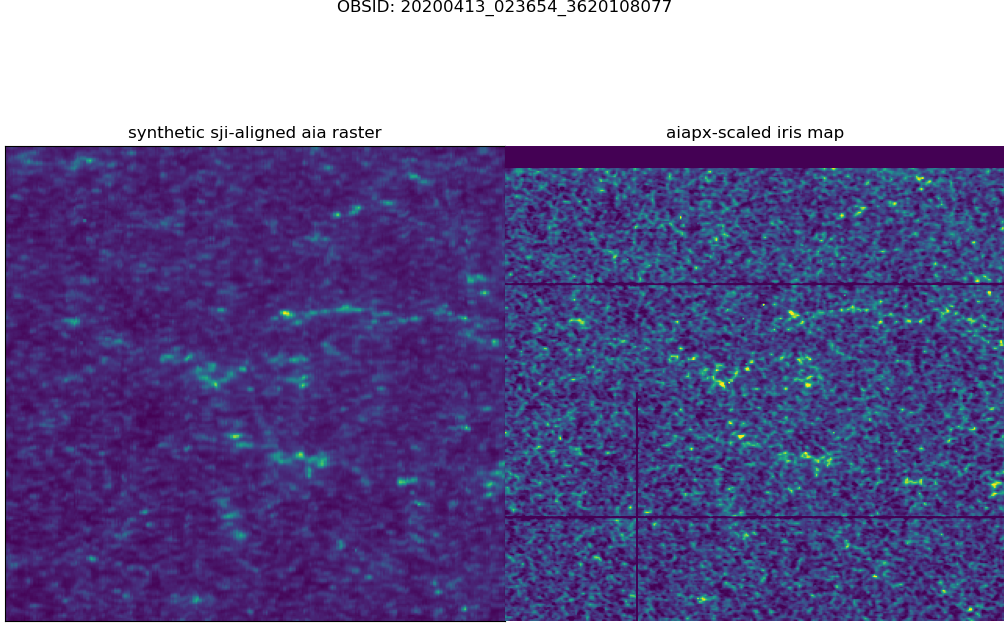 OBSID: 20200413_023654_3620108077
synthetic sji-aligned aia raster
aiapx-scaled iris map